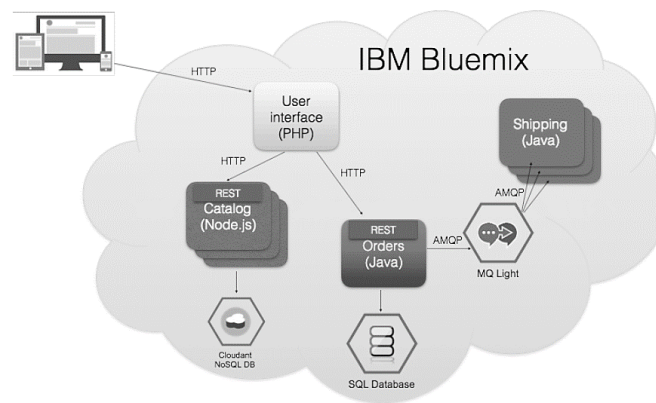 IBM Bluemix
HTTP
User
interface
(PHP)
Shipping
(Java)
HTTP
HTTP
AMQP
REST
Catalog
(Node.js)
REST
Orders
(Java)
AMQP
MQ Light
Cloudant
NoSQL DB
SQL Database